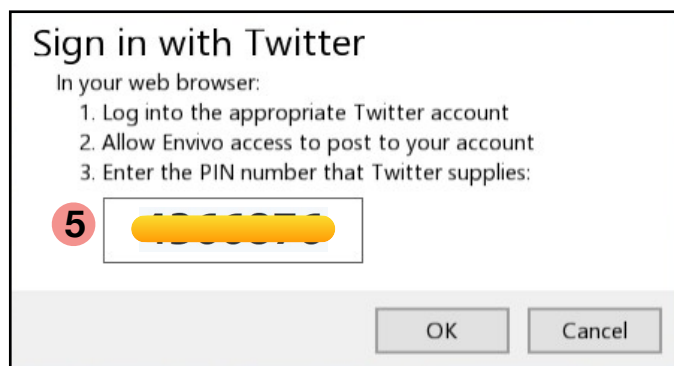 Sign in with Twitter
In your web browser:
1. Log into the appropriate Twitter account
2. Allow Envivo access to post to your account
3. Enter the PIN number that Twitter supplies:
5
OK
Cancel